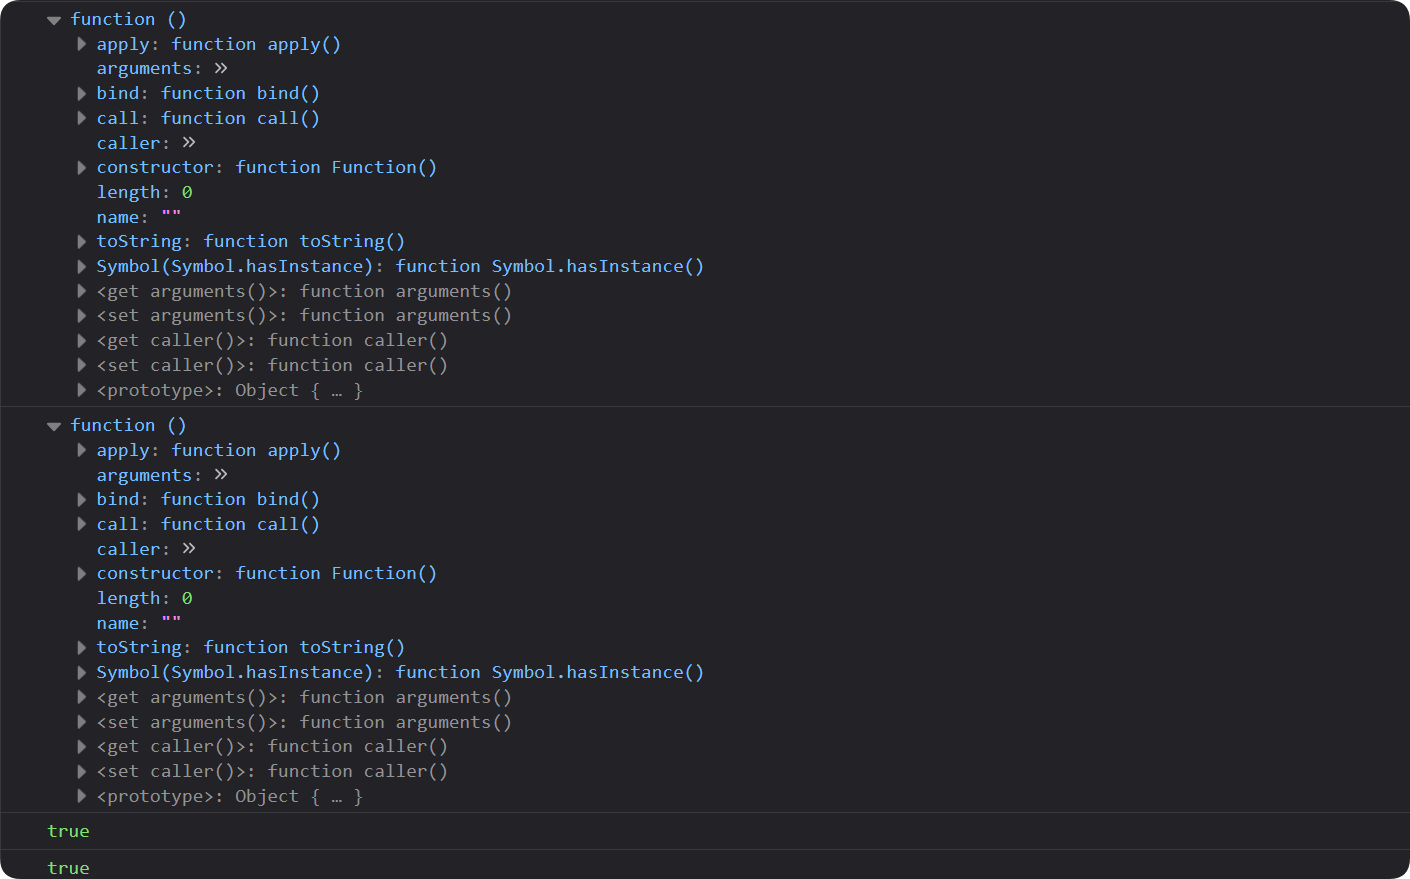 function ()
apply: function apply()
arguments: »
bind: function bind()
call: function call()
caller: »
constructor: function Function()
length: 0
name: ""
toString: function toString()
Symbol(Symbol.hasInstance): function Symbol.hasInstance()
<get arguments()>: function arguments()
<set arguments()>: function arguments()
<get caller()>: function caller()
<set caller()>: function caller()
<prototype>: Object { … }
function ()
apply: function apply()
arguments: »
bind: function bind()
call: function call()
caller: »
constructor: function Function()
length: 0
name: ""
toString: function toString()
Symbol(Symbol.hasInstance): function Symbol.hasInstance()
<get arguments()>: function arguments()
<set arguments()>: function arguments()
<get caller()>: function caller()
<set caller()>: function caller()
<prototype>: Object { … }
true
true